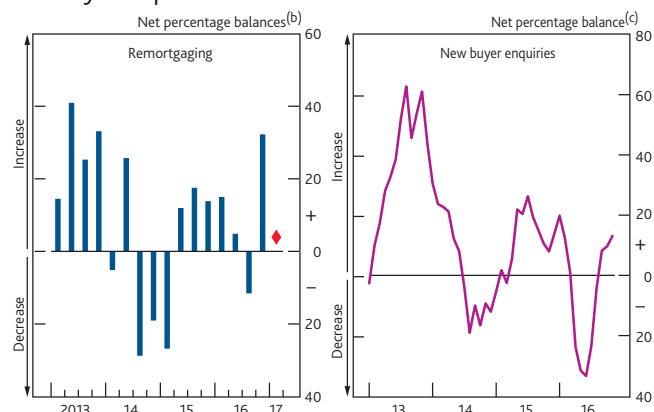 Net percentage balances(b)
Remortgaging
Increase
Decrease
60
40
20
+
0
–
20
40
2013 14 15 16 17
Net percentage balance(c)
New buyer enquiries
Increase
Decrease
80
60
40
20
+
0
–
20
40
13 14 15 16